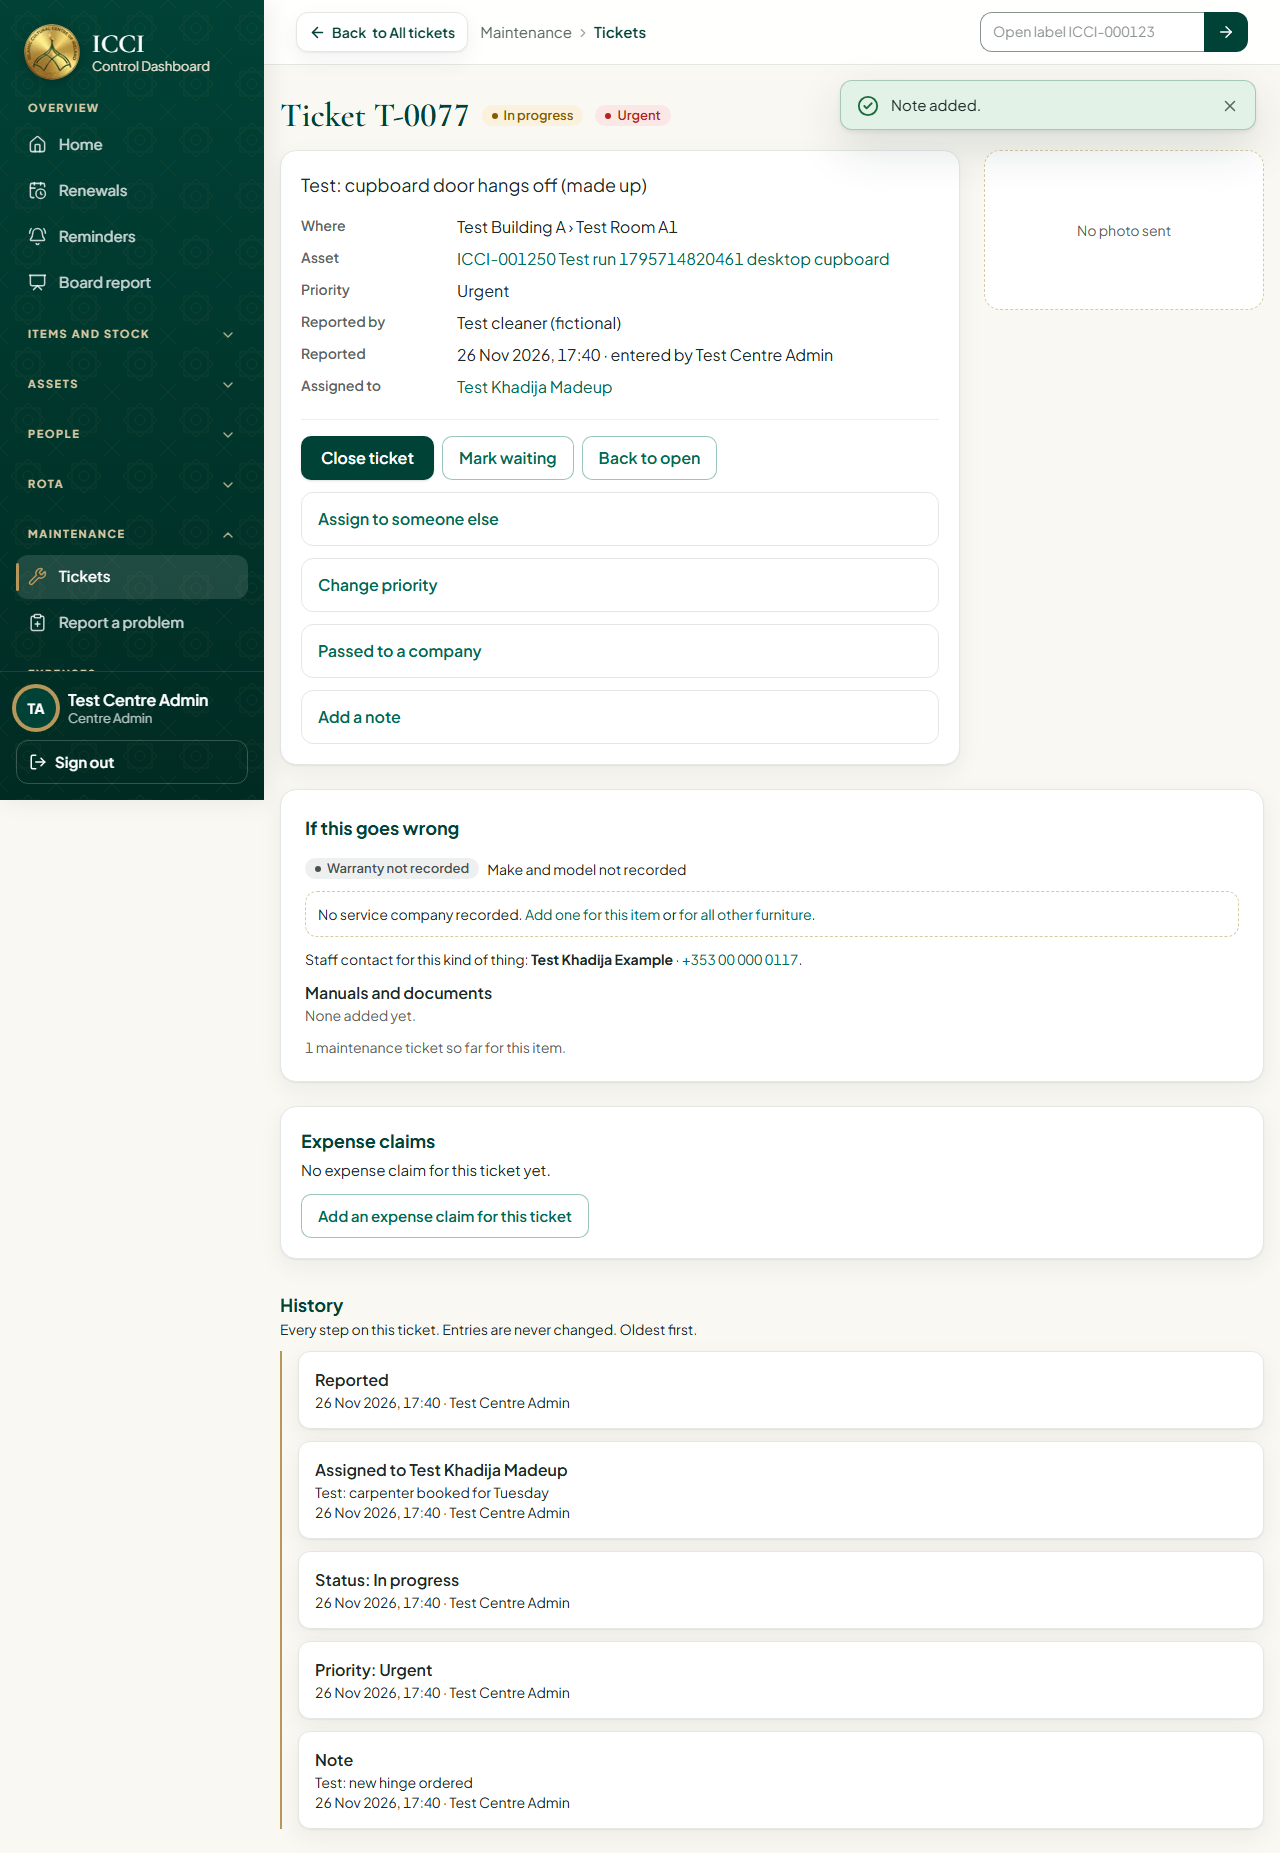 ICCI
Control Dashboard
OVERVIEW
Home
Renewals
Reminders
Board report
ITEMS AND STOCK
ASSETS
PEOPLE
ROTA
MAINTENANCE
Tickets
Report a problem
TA
Test Centre Admin
Centre Admin
Sign out
Back to All tickets
Maintenance › Tickets
Open label ICCI-000123
Ticket T-0077
In progress
Urgent
Note added.
Test: cupboard door hangs off (made up)
Where Test Building A › Test Room A1
Asset ICCI-001250 Test run 1795714820461 desktop cupboard
Priority Urgent
Reported by Test cleaner (fictional)
Reported 26 Nov 2026, 17:40 · entered by Test Centre Admin
Assigned to Test Khadija Madeup
Close ticket
Mark waiting
Back to open
Assign to someone else
Change priority
Passed to a company
Add a note
No photo sent
If this goes wrong
Warranty not recorded Make and model not recorded
No service company recorded. Add one for this item or for all other furniture.
Staff contact for this kind of thing: Test Khadija Example · +353 00 000 0117.
Manuals and documents
None added yet.
1 maintenance ticket so far for this item.
Expense claims
No expense claim for this ticket yet.
Add an expense claim for this ticket
History
Every step on this ticket. Entries are never changed. Oldest first.
Reported
26 Nov 2026, 17:40 · Test Centre Admin
Assigned to Test Khadija Madeup
Test: carpenter booked for Tuesday
26 Nov 2026, 17:40 · Test Centre Admin
Status: In progress
26 Nov 2026, 17:40 · Test Centre Admin
Priority: Urgent
26 Nov 2026, 17:40 · Test Centre Admin
Note
Test: new hinge ordered
26 Nov 2026, 17:40 · Test Centre Admin